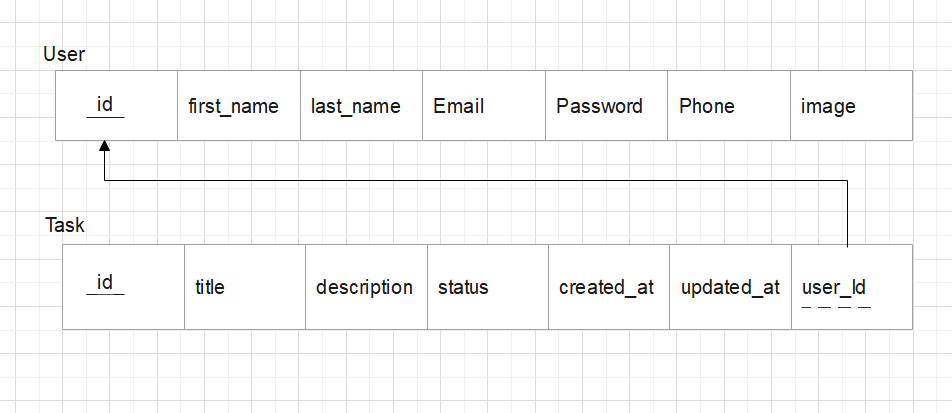 User
id first_name last_name Email Password Phone image
Task
id title description status created_at updated_at user_Id